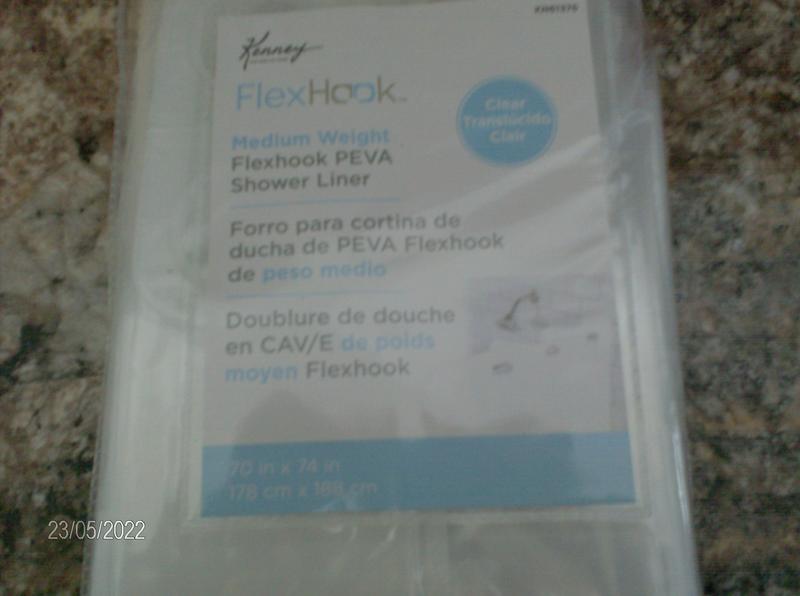 Kenney
FlexHook™
Clear
Translúcido
Clair
Medium Weight
Flexhook PEVA
Shower Liner
Forro para cortina de
ducha de PEVA Flexhook
de peso medio
Doublure de douche
en CAV/E de poids
moyen Flexhook
70 in x 74 in
178 cm x 188 cm
23/05/2022